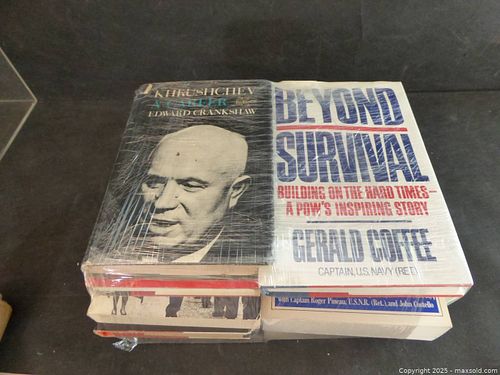 KHRUSHCHEV
A CAREER
EDWARD CRANKSHAW
BEYOND
SURVIVAL
BUILDING ON THE HARD TIMES-
A POW'S INSPIRING STORY
GERALD COFFEE
CAPTAIN, U.S. NAVY (RET.)
with Captain Roger Pineau, U.S.N.R. (Ret.) and John Costello
Copyright 2025 - maxsold.com